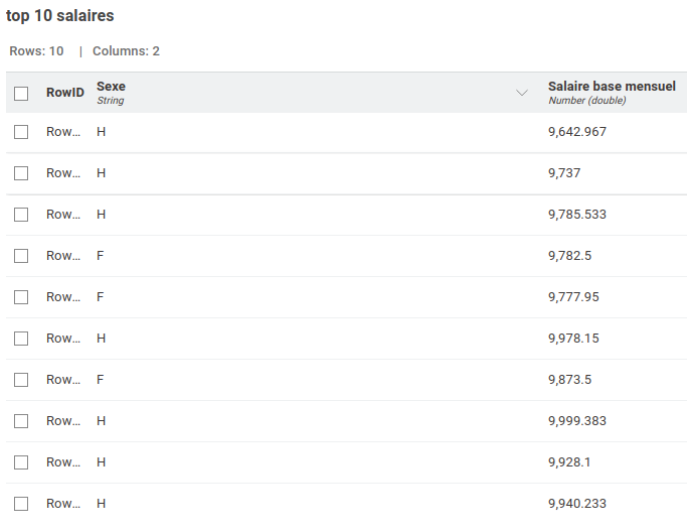 top 10 salaires
Rows: 10 | Columns: 2
RowID Sexe Salaire base mensuel
String Number (double)
Row... H 9,642.967
Row... H 9,737
Row... H 9,785.533
Row... F 9,782.5
Row... F 9,777.95
Row... H 9,978.15
Row... F 9,873.5
Row... H 9,999.383
Row... H 9,928.1
Row... H 9,940.233